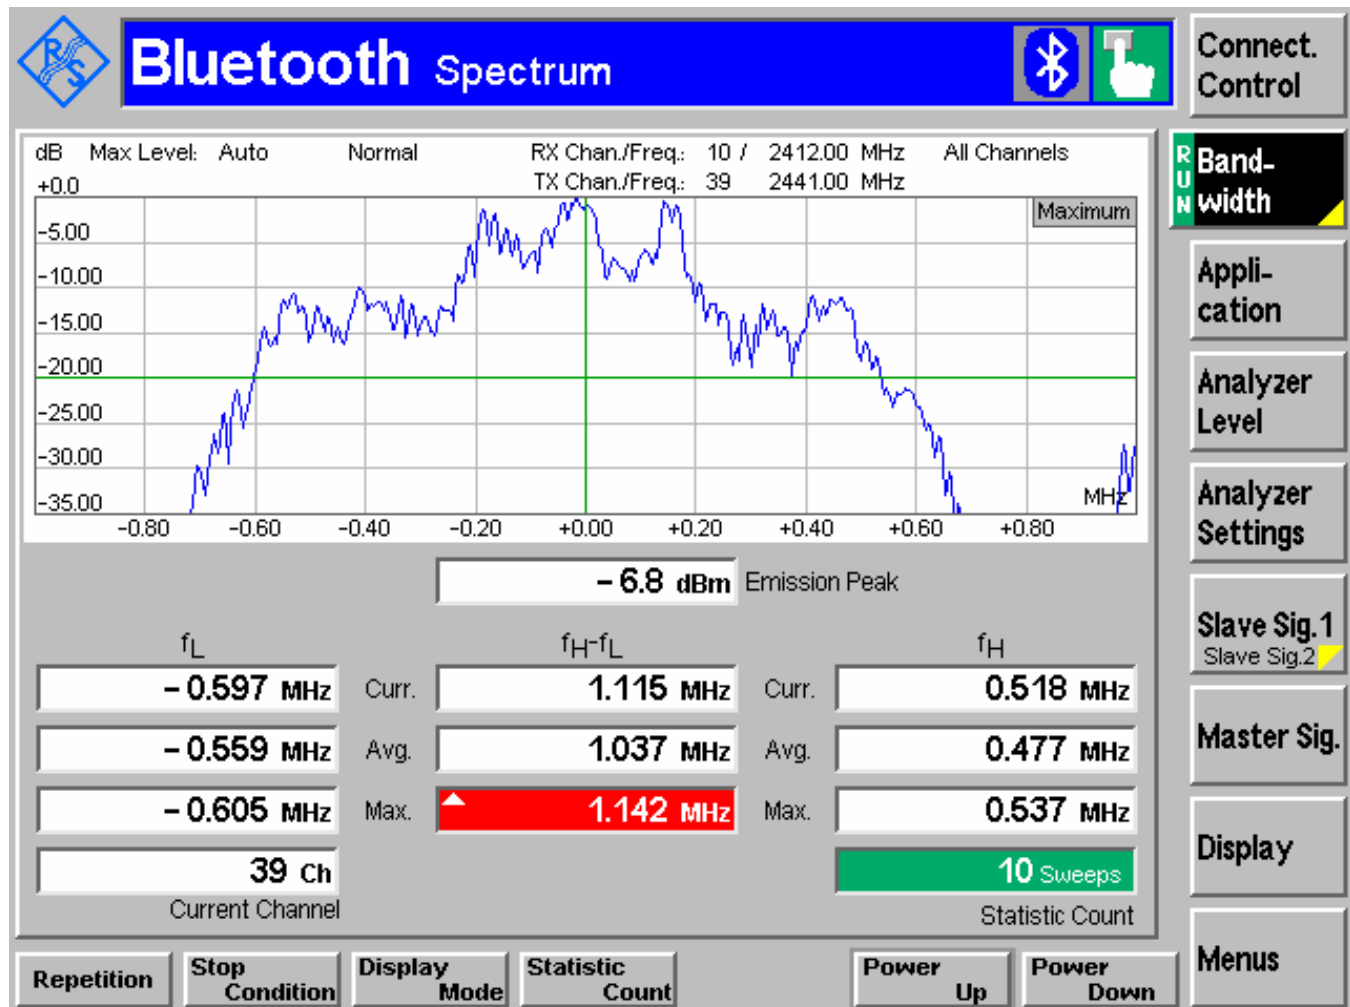 R S
Bluetooth Spectrum
Connect.
Control
dB Max Level: Auto Normal RX Chan./Freq.: 10 / 2412.00 MHz All Channels
+0.0 TX Chan./Freq.: 39 2441.00 MHz
Maximum
-5.00
-10.00
-15.00
-20.00
-25.00
-30.00
-35.00
MHz
-0.80 -0.60 -0.40 -0.20 +0.00 +0.20 +0.40 +0.60 +0.80
RUN
Band-
width
Appli-
cation
Analyzer
Level
Analyzer
Settings
Slave Sig.1
Slave Sig.2
Master Sig.
Display
Menus
-6.8 dBm Emission Peak
fL fH-fL fH
-0.597 MHz Curr. 1.115 MHz Curr. 0.518 MHz
-0.559 MHz Avg. 1.037 MHz Avg. 0.477 MHz
-0.605 MHz Max. 1.142 MHz Max. 0.537 MHz
39 Ch 10 Sweeps
Current Channel Statistic Count
Repetition
Stop
Condition
Display
Mode
Statistic
Count
Power
Up
Power
Down